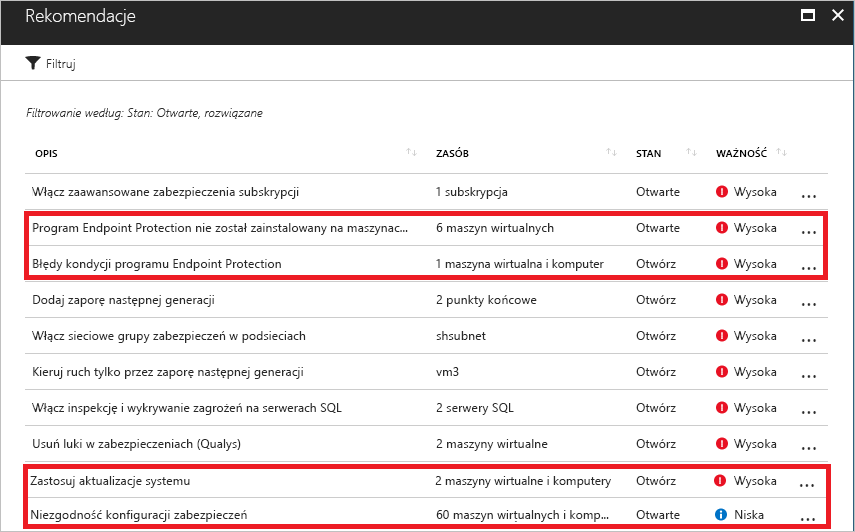 Rekomendacje
Filtruj
Filtrowanie według: Stan: Otwarte, rozwiązane
OPIS ZASÓB STAN WAŻNOŚĆ
Włącz zaawansowane zabezpieczenia subskrypcji 1 subskrypcja Otwarte Wysoka ...
Program Endpoint Protection nie został zainstalowany na maszynac... 6 maszyn wirtualnych Otwarte Wysoka ...
Błędy kondycji programu Endpoint Protection 1 maszyna wirtualna i komputer Otwórz Wysoka ...
Dodaj zaporę następnej generacji 2 punkty końcowe Otwórz Wysoka ...
Włącz sieciowe grupy zabezpieczeń w podsieciach shsubnet Otwórz Wysoka ...
Kieruj ruch tylko przez zaporę następnej generacji vm3 Otwórz Wysoka ...
Włącz inspekcję i wykrywanie zagrożeń na serwerach SQL 2 serwery SQL Otwórz Wysoka ...
Usuń luki w zabezpieczeniach (Qualys) 2 maszyny wirtualne Otwórz Wysoka ...
Zastosuj aktualizacje systemu 2 maszyny wirtualne i komputery Otwórz Wysoka ...
Niezgodność konfiguracji zabezpieczeń 60 maszyn wirtualnych i komp... Otwarte Niska ...